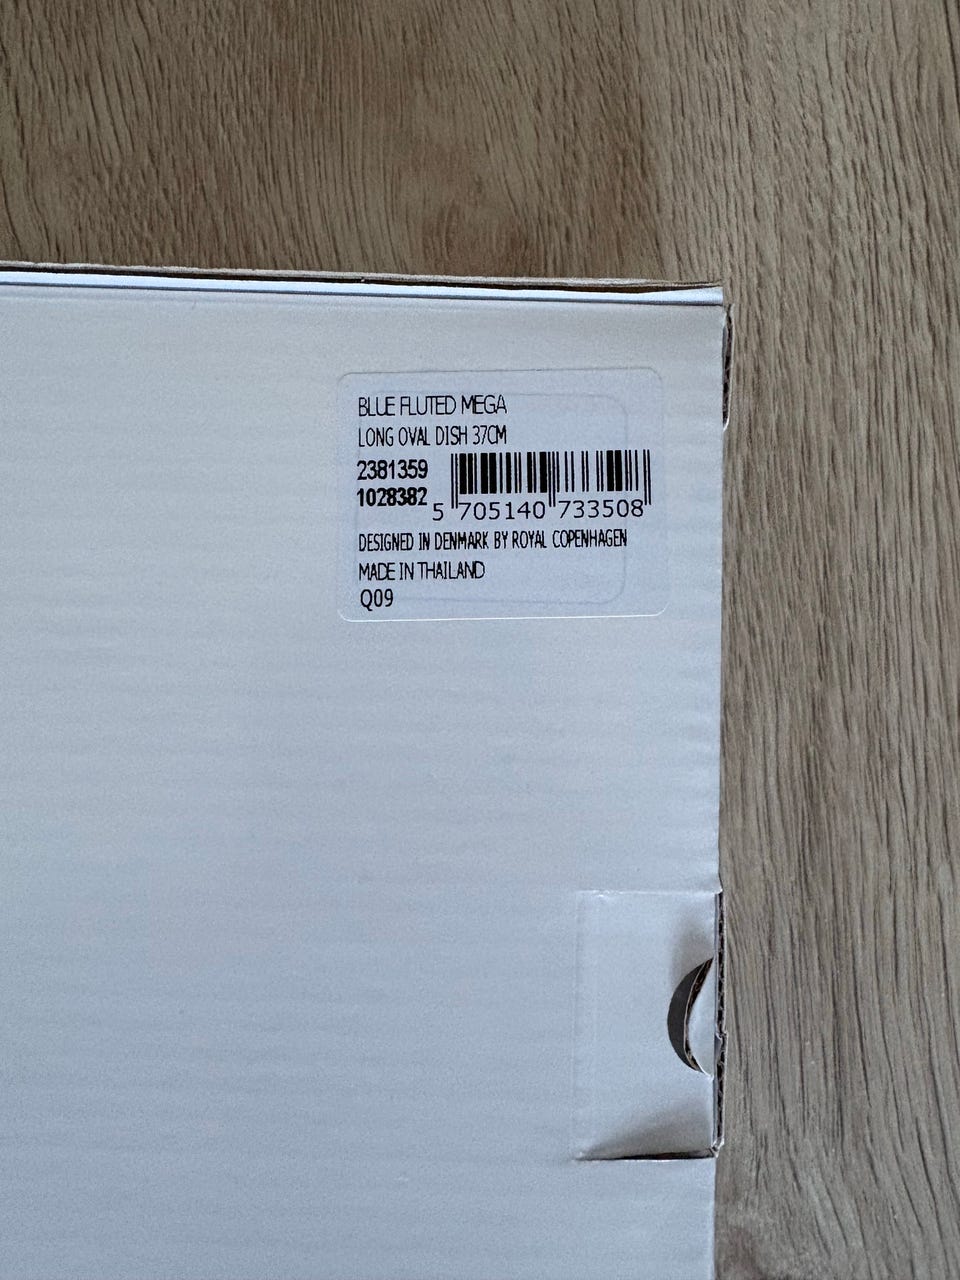 BLUE FLUTED MEGA
LONG OVAL DISH 37CM
2381359
1028382
5 705140 733508
DESIGNED IN DENMARK BY ROYAL COPENHAGEN
MADE IN THAILAND
Q09